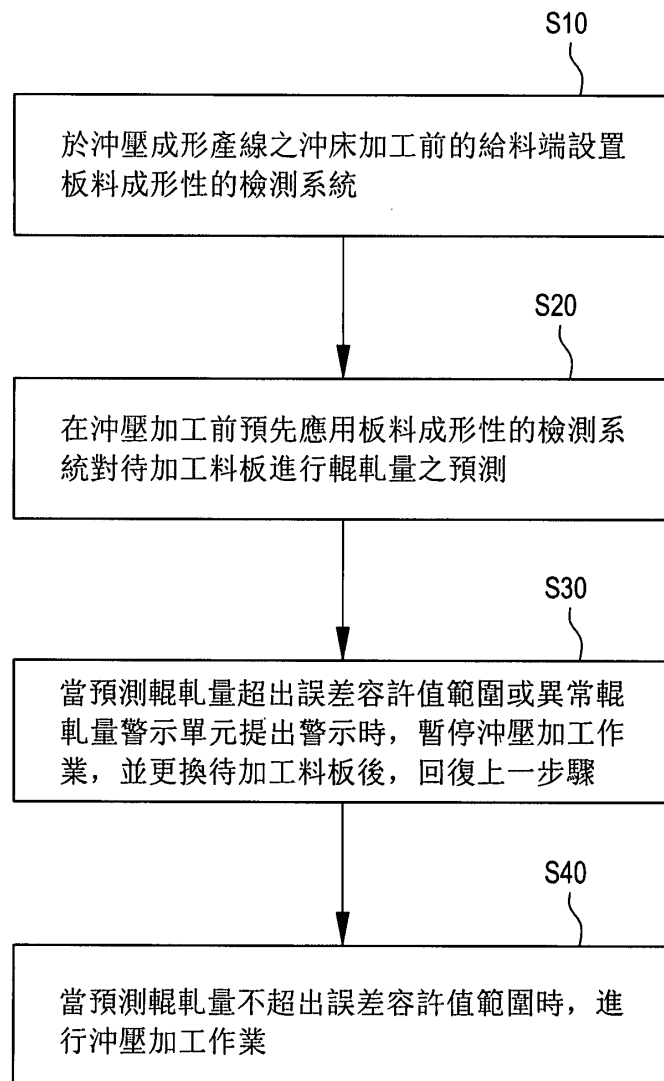 S10
於沖壓成形產線之沖床加工前的給料端設置
板料成形性的檢測系統
S20
在沖壓加工前預先應用板料成形性的檢測系
統對待加工料板進行輥軋量之預測
S30
當預測輥軋量超出誤差容許值範圍或異常輥
軋量警示單元提出警示時，暫停沖壓加工作
業，並更換待加工料板後，回復上一步驟
S40
當預測輥軋量不超出誤差容許值範圍時，進
行沖壓加工作業